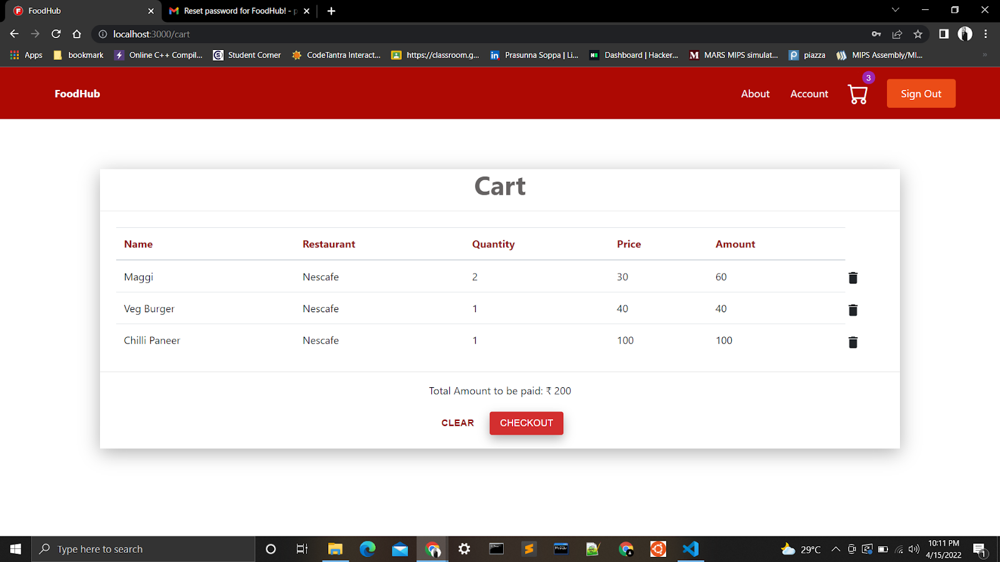 FoodHub
Reset password for FoodHub! - p
localhost:3000/cart
Apps bookmark Online C++ Compil... Student Corner CodeTantra Interact... https://classroom.g... Prasunna Soppa | Li... Dashboard | Hacker... MARS MIPS simulat... piazza MIPS Assembly/MI... »
FoodHub About Account 3 Sign Out
Cart
Name Restaurant Quantity Price Amount
Maggi Nescafe 2 30 60
Veg Burger Nescafe 1 40 40
Chilli Paneer Nescafe 1 100 100
Total Amount to be paid: ₹ 200
CLEAR CHECKOUT
Type here to search
29°C
10:11 PM
4/15/2022
1